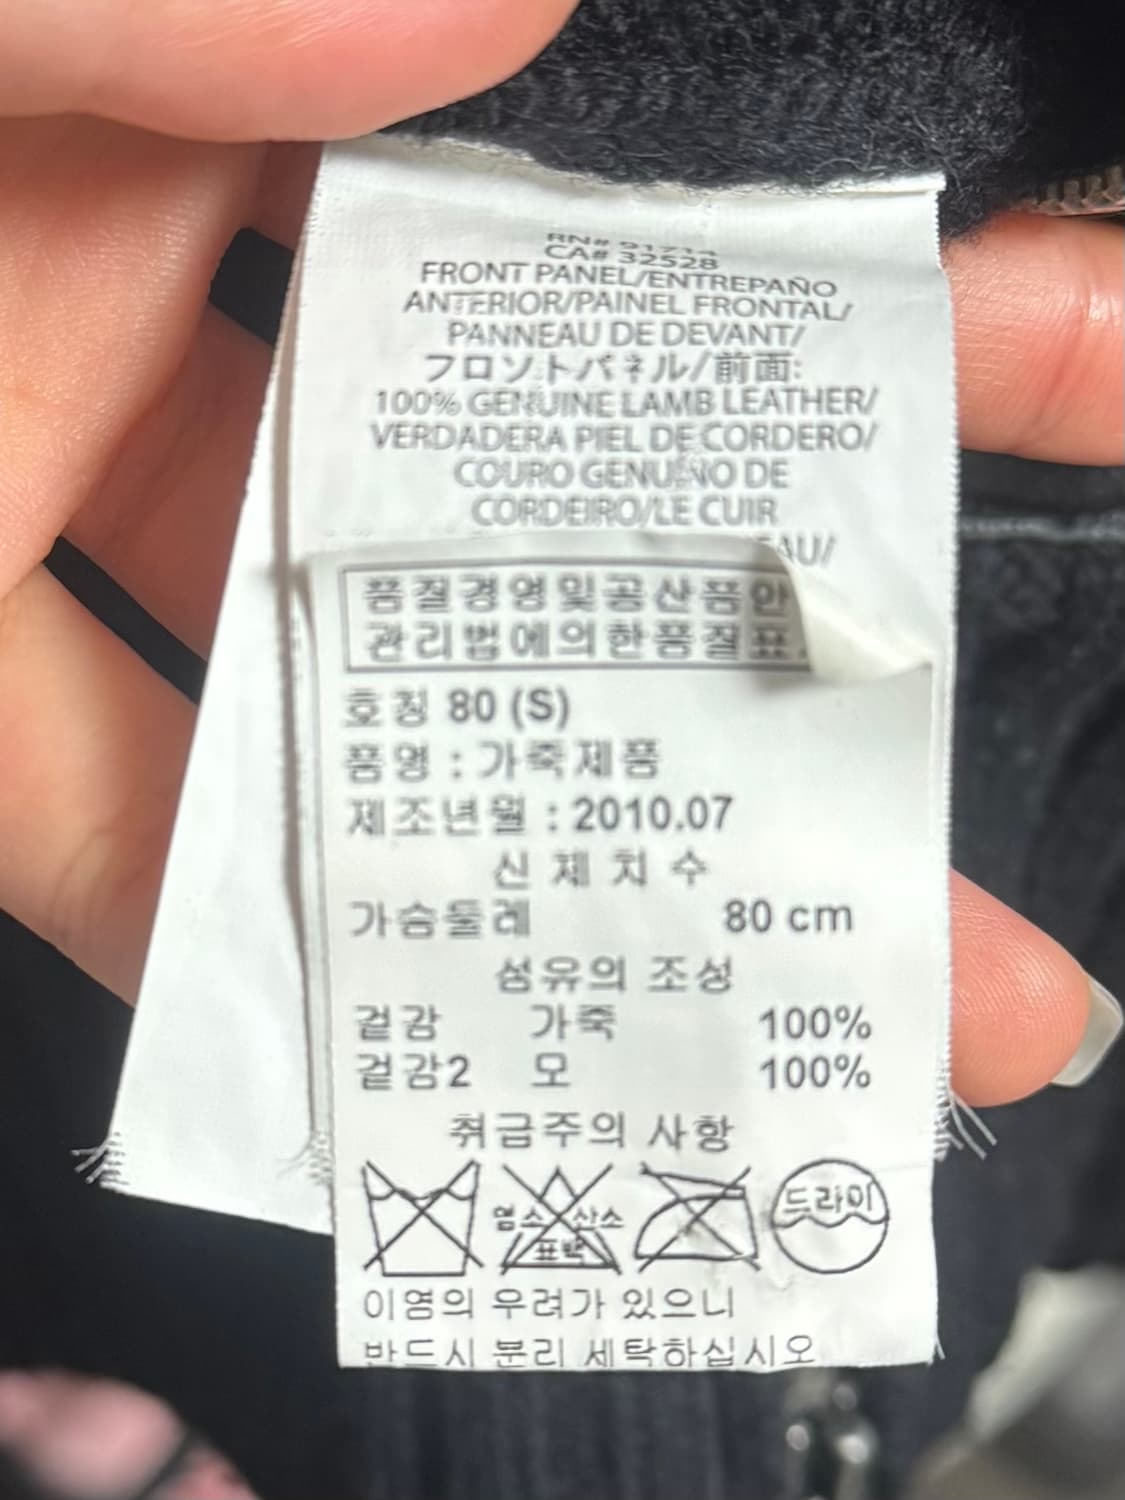 RN# 91714
CA# 32528
FRONT PANEL/ENTREPAÑO
ANTERIOR/PAINEL FRONTAL/
PANNEAU DE DEVANT/
フロソトパネル/前面:
100% GENUINE LAMB LEATHER/
VERDADERA PIEL DE CORDERO/
COURO GENUINO DE
CORDEIRO/LE CUIR
품질경영및공산품안
관리법에의한품질표
호칭 80 (S)
품명 : 가죽제품
제조년월 : 2010.07
신체치수
가슴둘레 80 cm
섬유의 조성
겉감 가죽 100%
겉감2 모 100%
취급주의 사항
염소 산소
표백
드라이
이염의 우려가 있으니
반드시 분리 세탁하십시오